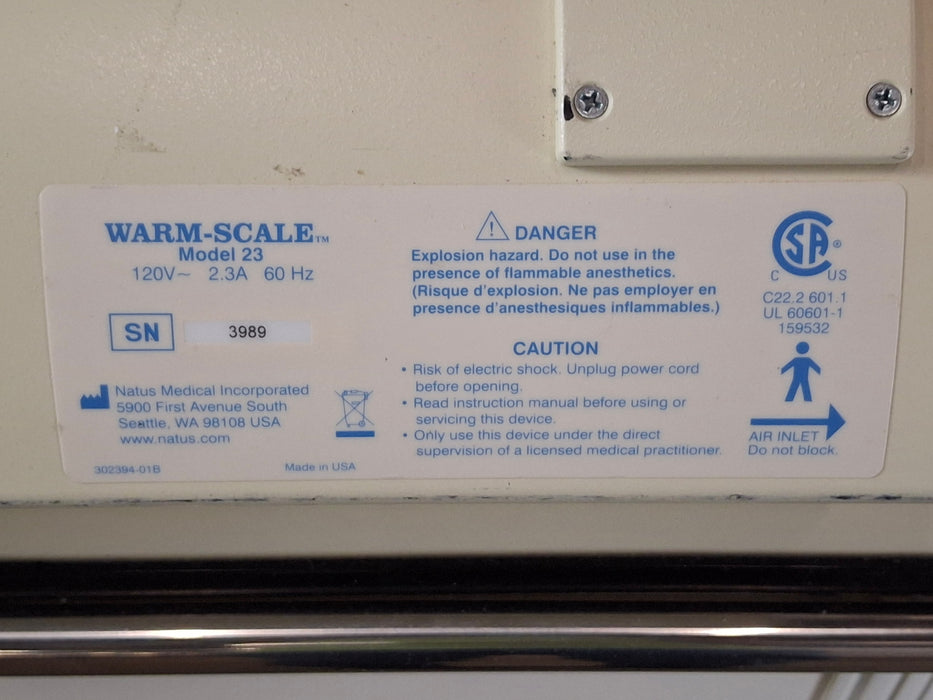 WARM-SCALE™
Model 23
120V~ 2.3A 60 Hz
SN 3989
Natus Medical Incorporated
5900 First Avenue South
Seattle, WA 98108 USA
www.natus.com
302394-01B
Made in USA
DANGER
Explosion hazard. Do not use in the
presence of flammable anesthetics.
(Risque d'explosion. Ne pas employer en
presence d'anesthesiques inflammables.)
CAUTION
• Risk of electric shock. Unplug power cord
before opening.
• Read instruction manual before using or
servicing this device.
• Only use this device under the direct
supervision of a licensed medical practitioner.
CSA®
C US
C22.2 601.1
UL 60601-1
159532
AIR INLET
Do not block.